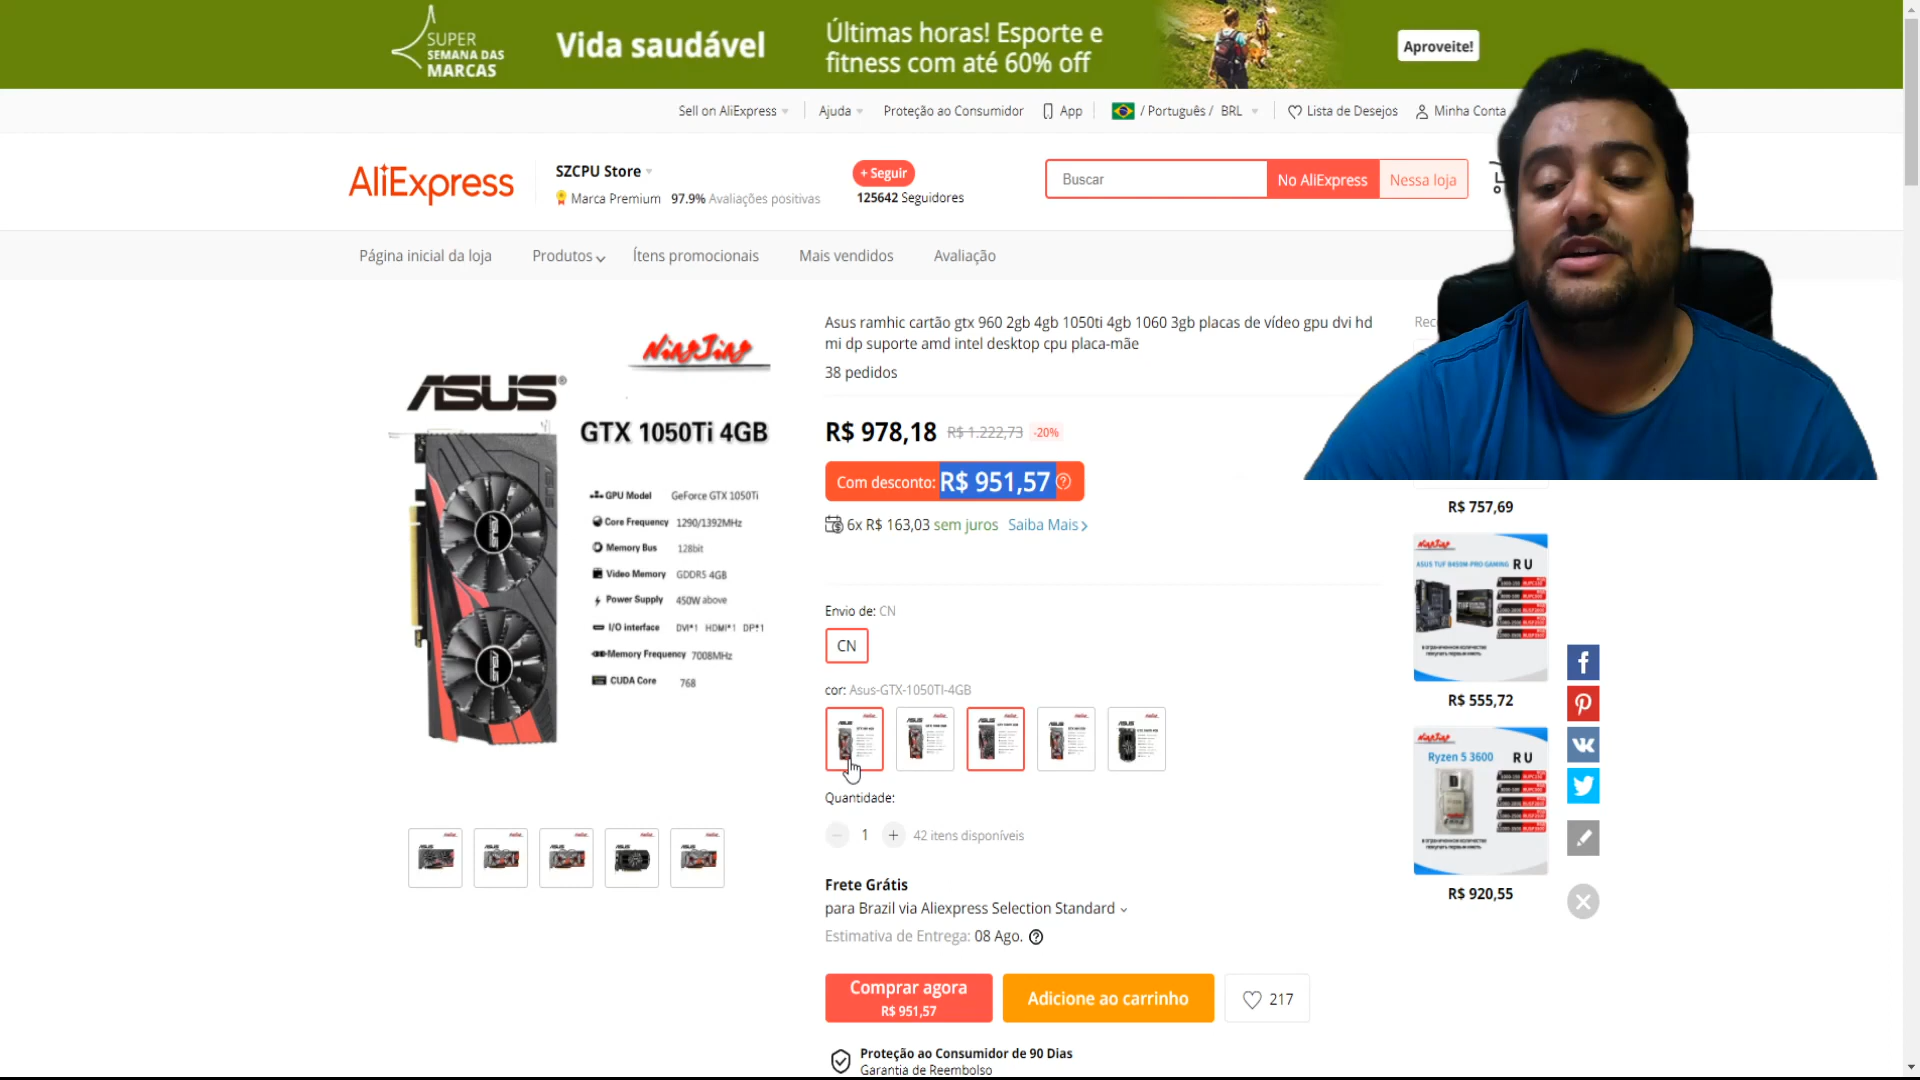 SUPER
SEMANA DAS
MARCAS
Vida saudável
Últimas horas! Esporte e
fitness com até 60% off
Aproveite!
Sell on AliExpress
Ajuda
Proteção ao Consumidor
App
/ Português / BRL
Lista de Desejos
Minha Conta
AliExpress
SZCPU Store
Marca Premium 97.9% Avaliações positivas
+ Seguir
125642 Seguidores
Buscar
No AliExpress
Nessa loja
Página inicial da loja
Produtos
Ítens promocionais
Mais vendidos
Avaliação
NingJing
ASUS
GTX 1050Ti 4GB
GPU Model GeForce GTX 1050Ti
Core Frequency 1290/1392MHz
Memory Bus 128bit
Video Memory GDDR5 4GB
Power Supply 450W above
I/O interface DVI*1 HDMI*1 DP*1
Memory Frequency 7008MHz
CUDA Core 768
Asus ramhic cartão gtx 960 2gb 4gb 1050ti 4gb 1060 3gb placas de vídeo gpu dvi hd
mi dp suporte amd intel desktop cpu placa-mãe
38 pedidos
R$ 978,18 R$ 1.222,73 -20%
Com desconto: R$ 951,57
6x R$ 163,03 sem juros Saiba Mais
Envio de: CN
CN
cor: Asus-GTX-1050TI-4GB
Quantidade:
1
42 itens disponíveis
Frete Grátis
para Brazil via Aliexpress Selection Standard
Estimativa de Entrega: 08 Ago.
Comprar agora
R$ 951,57
Adicione ao carrinho
217
Proteção ao Consumidor de 90 Dias
Garantia de Reembolso
R$ 757,69
ASUS TUF B450M-PRO GAMING RU
R$ 555,72
Ryzen 5 3600 RU
R$ 920,55